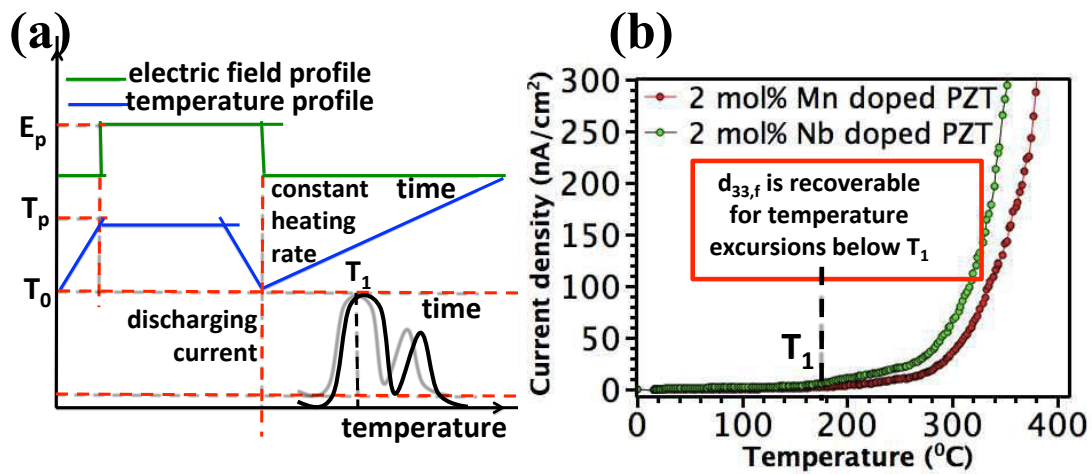 (a)
electric field profile
temperature profile
Eₚ
Tₚ
T₀
constant
heating
rate
time
T₁
time
discharging
current
temperature
(b)
Current density (nA/cm²)
300
250
200
150
100
50
0
2 mol% Mn doped PZT
2 mol% Nb doped PZT
d₃₃,f is recoverable
for temperature
excursions below T₁
T₁
0
100
200
300
400
Temperature (⁰C)